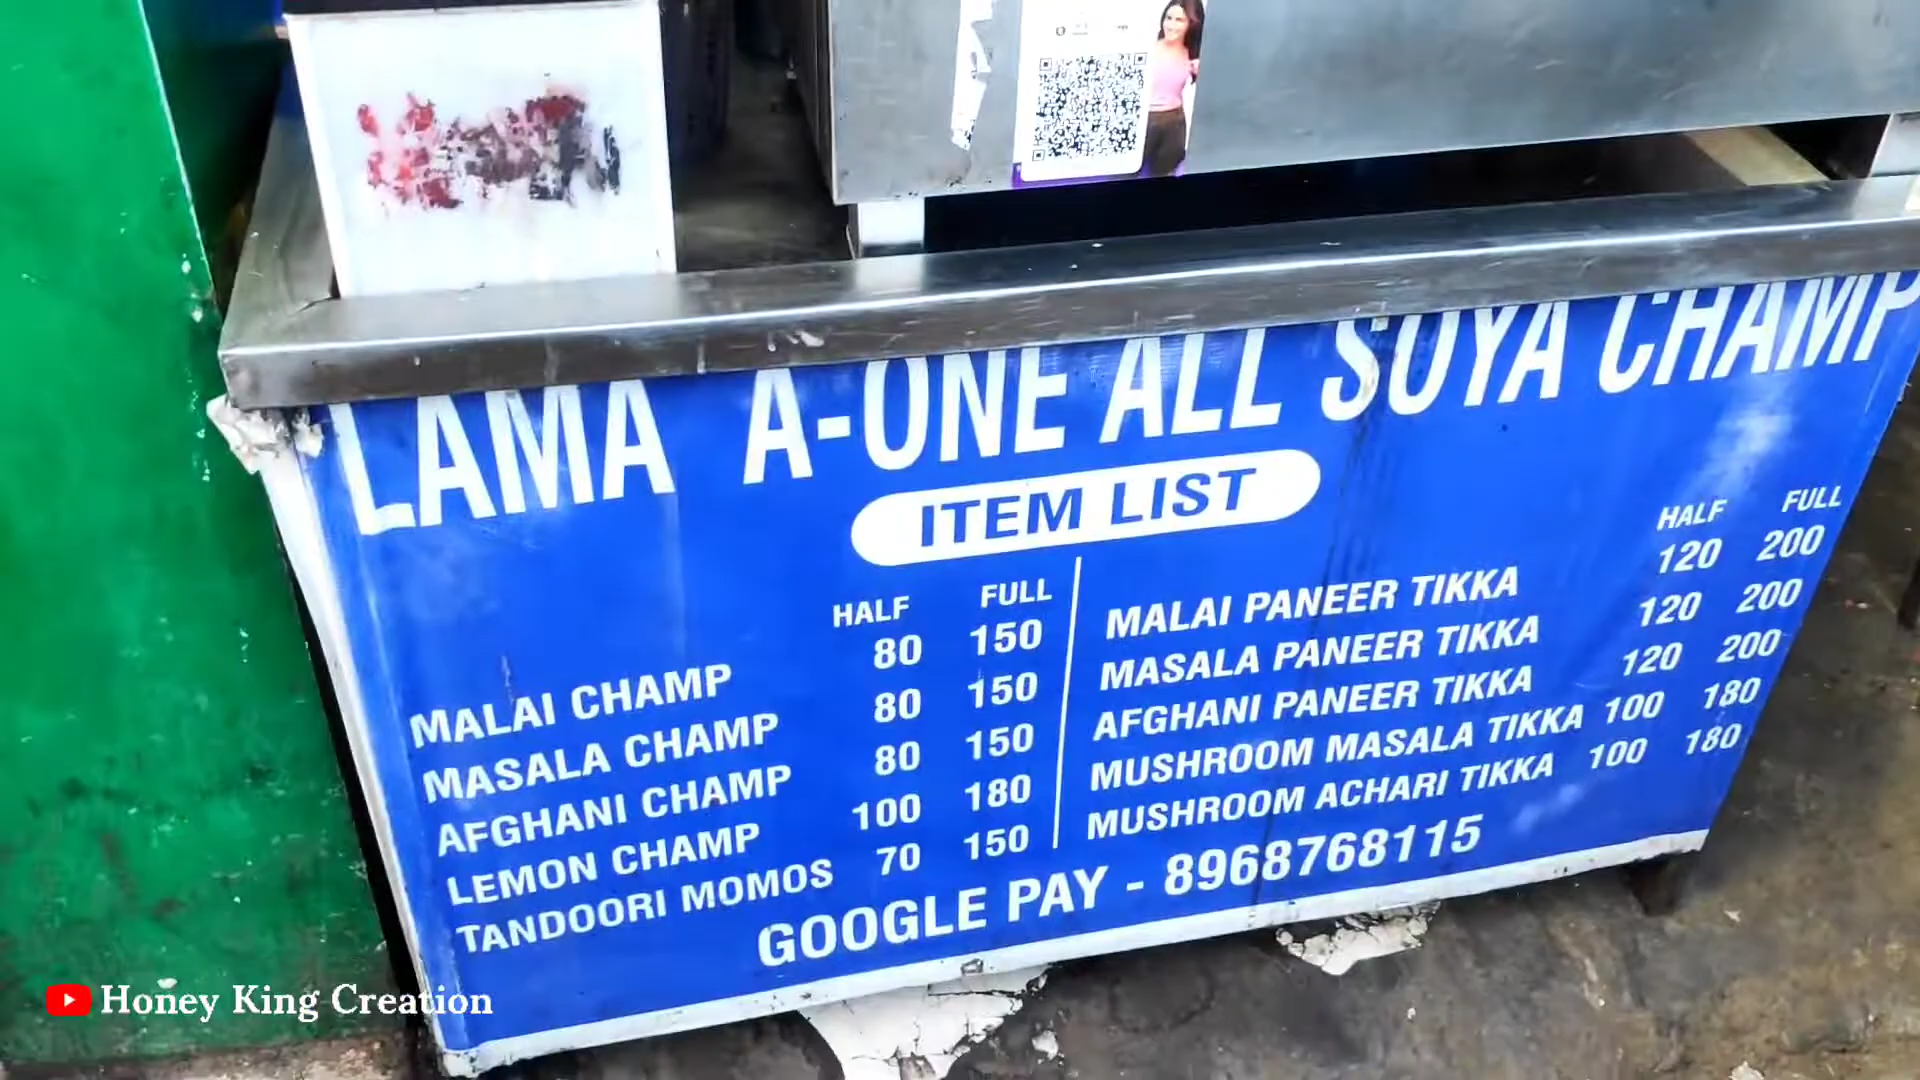 LAMA A-ONE ALL SOYA CHAMP
ITEM LIST
HALF FULL
MALAI CHAMP 80 150
MASALA CHAMP 80 150
AFGHANI CHAMP 80 150
LEMON CHAMP 100 180
TANDOORI MOMOS 70 150
HALF FULL
MALAI PANEER TIKKA 120 200
MASALA PANEER TIKKA 120 200
AFGHANI PANEER TIKKA 120 200
MUSHROOM MASALA TIKKA 100 180
MUSHROOM ACHARI TIKKA 100 180
GOOGLE PAY - 8968768115
Honey King Creation